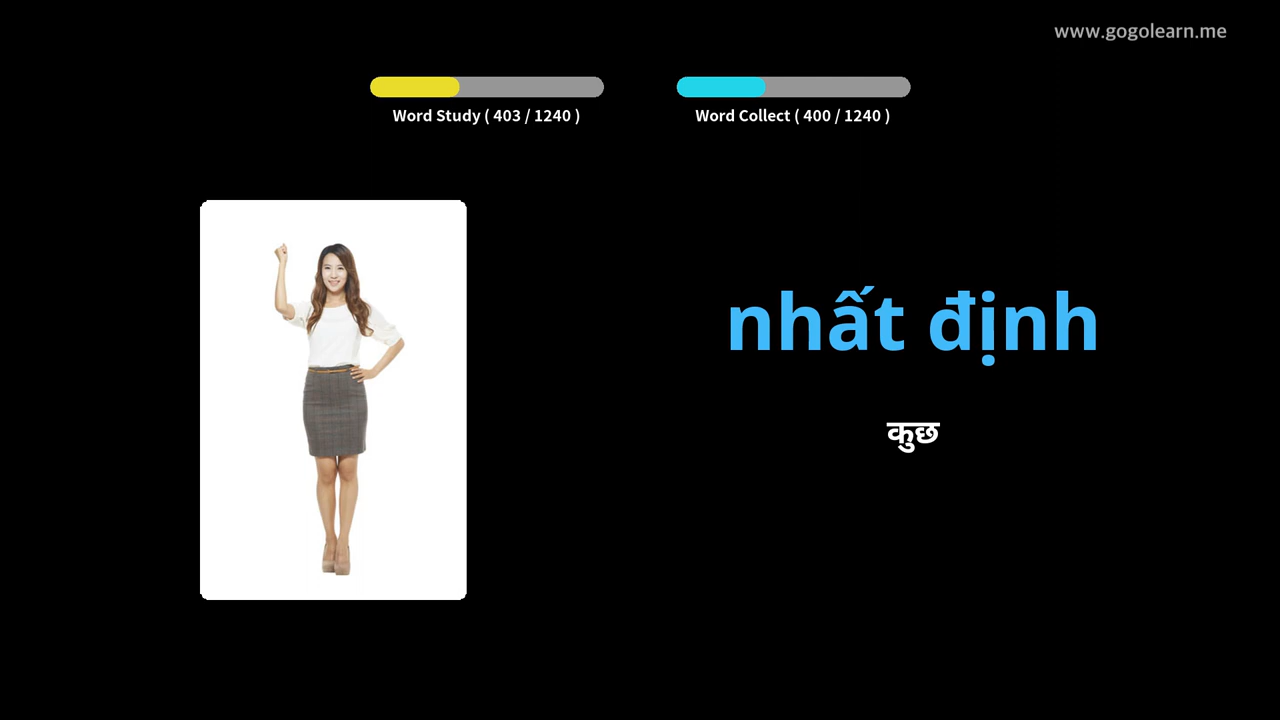 www.gogolearn.me
Word Study ( 403 / 1240 )
Word Collect ( 400 / 1240 )
nhất định
कुछ